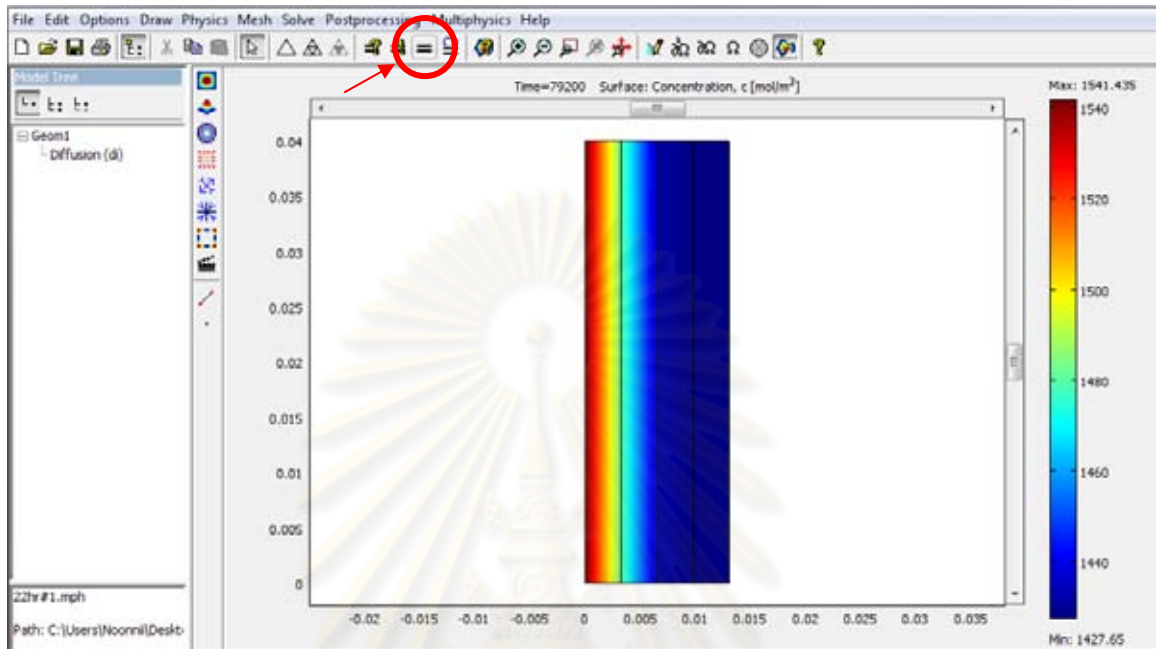 File Edit Options Draw Physics Mesh Solve Postprocessing Multiphysics Help
Model Tree
Geom1
Diffusion (di)
22hr#1.mph
Path: C:\Users\Noonnii\Deskt
Time=79200 Surface: Concentration, c [mol/m³]
0.04
0.035
0.03
0.025
0.02
0.015
0.01
0.005
0
-0.02 -0.015 -0.01 -0.005 0 0.005 0.01 0.015 0.02 0.025 0.03 0.035
Max: 1541.435
1540
1520
1500
1480
1460
1440
Min: 1427.65